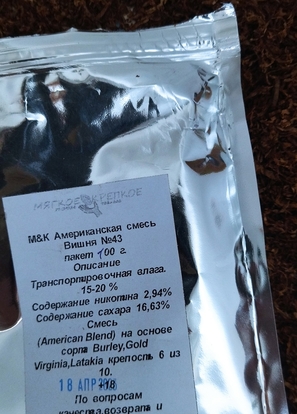 МЯГКОЕ КРЕПКОЕ
М&К Американская смесь
Вишня №43
пакет 100 г.
Описание
Транспортировочная влага.
15-20 %
Содержание никотина 2,94%
Содержание сахара 16,63%
Смесь
(American Blend) на основе
сорта Burley,Gold
Virginia,Latakia крепость 6 из
10.
18 АПР
По вопросам
качества,возврата и